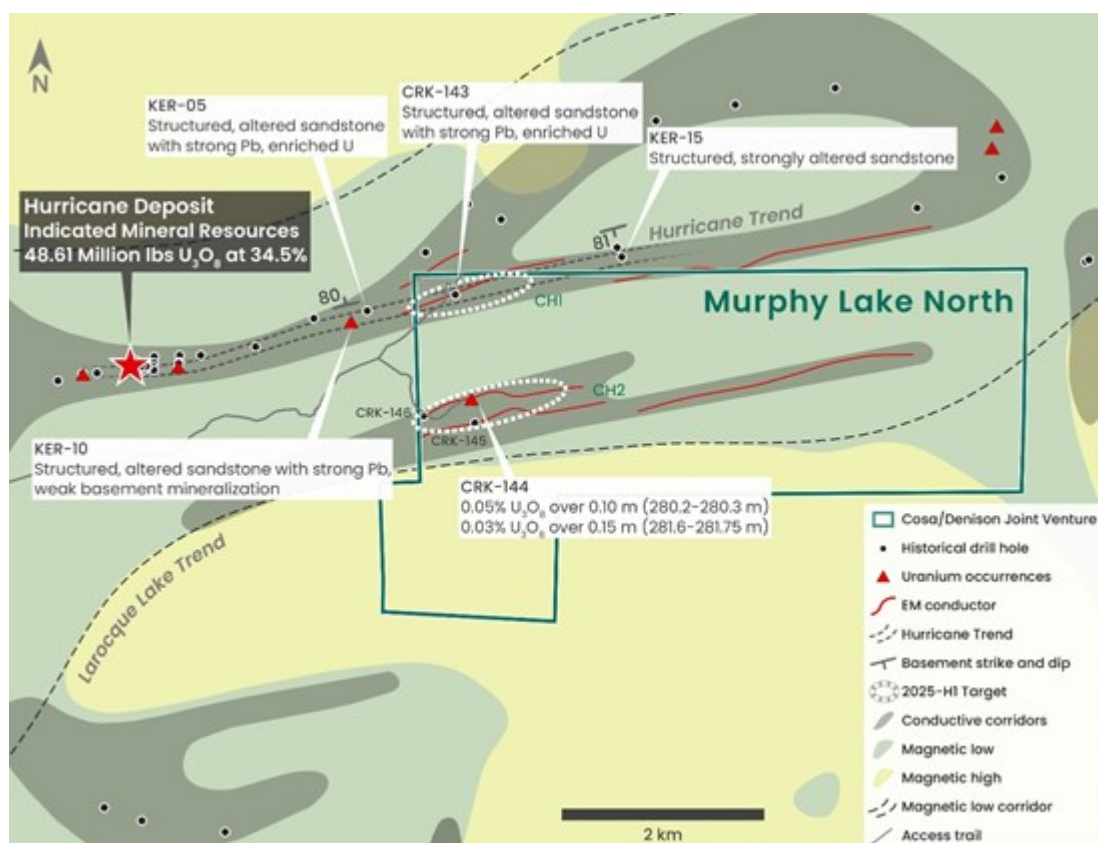 N
KER-05
Structured, altered sandstone
with strong Pb, enriched U
CRK-143
Structured, altered sandstone
with strong Pb, enriched U
KER-15
Structured, strongly altered sandstone
Hurricane Deposit
Indicated Mineral Resources
48.61 Million lbs U₃O₈ at 34.5%
Hurricane Trend
81
80
CH1
Murphy Lake North
CH2
CRK-146
CRK-145
KER-10
Structured, altered sandstone with strong Pb,
weak basement mineralization
CRK-144
0.05% U₃O₈ over 0.10 m (280.2-280.3 m)
0.03% U₃O₈ over 0.15 m (281.6-281.75 m)
Larocque Lake Trend
Cosa/Denison Joint Venture
Historical drill hole
Uranium occurrences
EM conductor
Hurricane Trend
Basement strike and dip
2025-H1 Target
Conductive corridors
Magnetic low
Magnetic high
Magnetic low corridor
Access trail
2 km